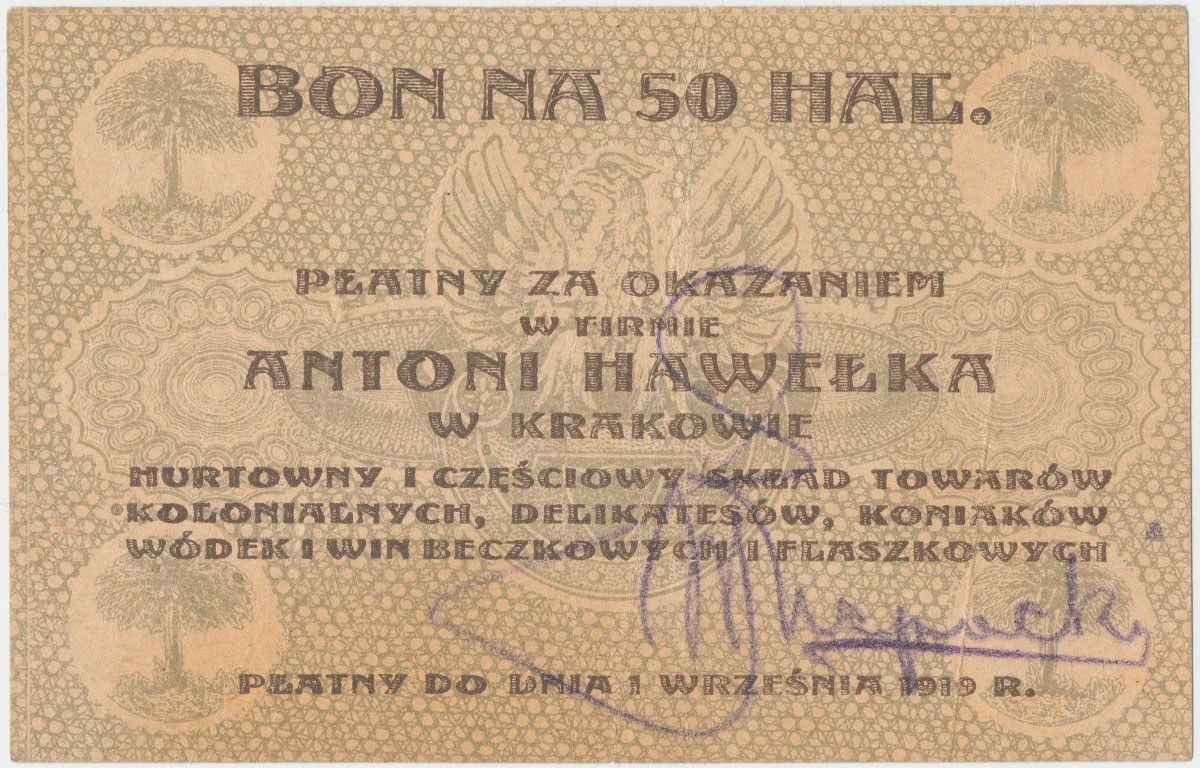 BON NA 50 HAL.
PŁATNY ZA OKAZANIEM
W FIRMIE
ANTONI HAWEŁKA
W KRAKOWIE
HURTOWNY I CZĘŚCIOWY SKŁAD TOWARÓW
KOLONIALNYCH, DELIKATESÓW, KONIAKÓW
WÓDEK I WIN BECZKOWYCH I FLASZKOWYCH
PŁATNY DO DNIA 1 WRZEŚNIA 1919 R.